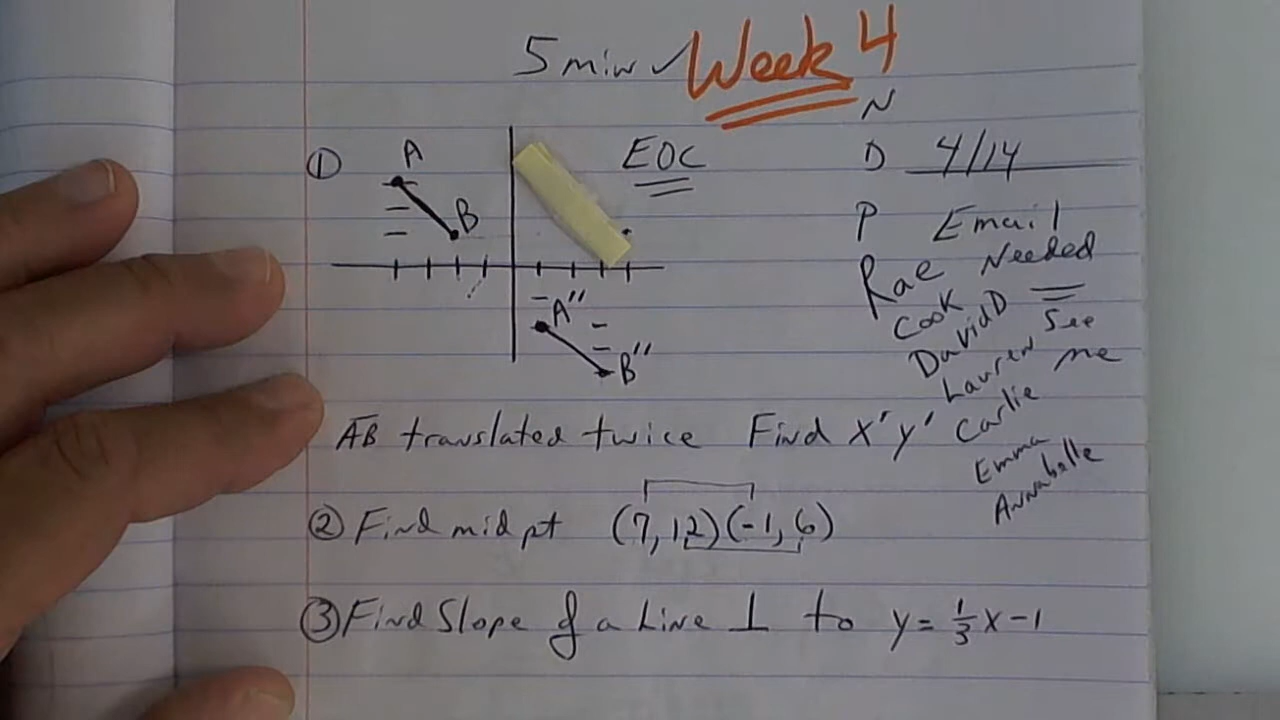 5 min ✓ Week 4
N
① A EOC D 4/14
B P Email
Needed
Rae
A" Cook
See
DavidD
B" me
Lauren
AB translated twice Find x'y' Carlie
Emma
Annabelle
② Find mid pt (7, 12)(-1, 6)
③ Find Slope of a Line ⊥ to y = 1/3 x - 1